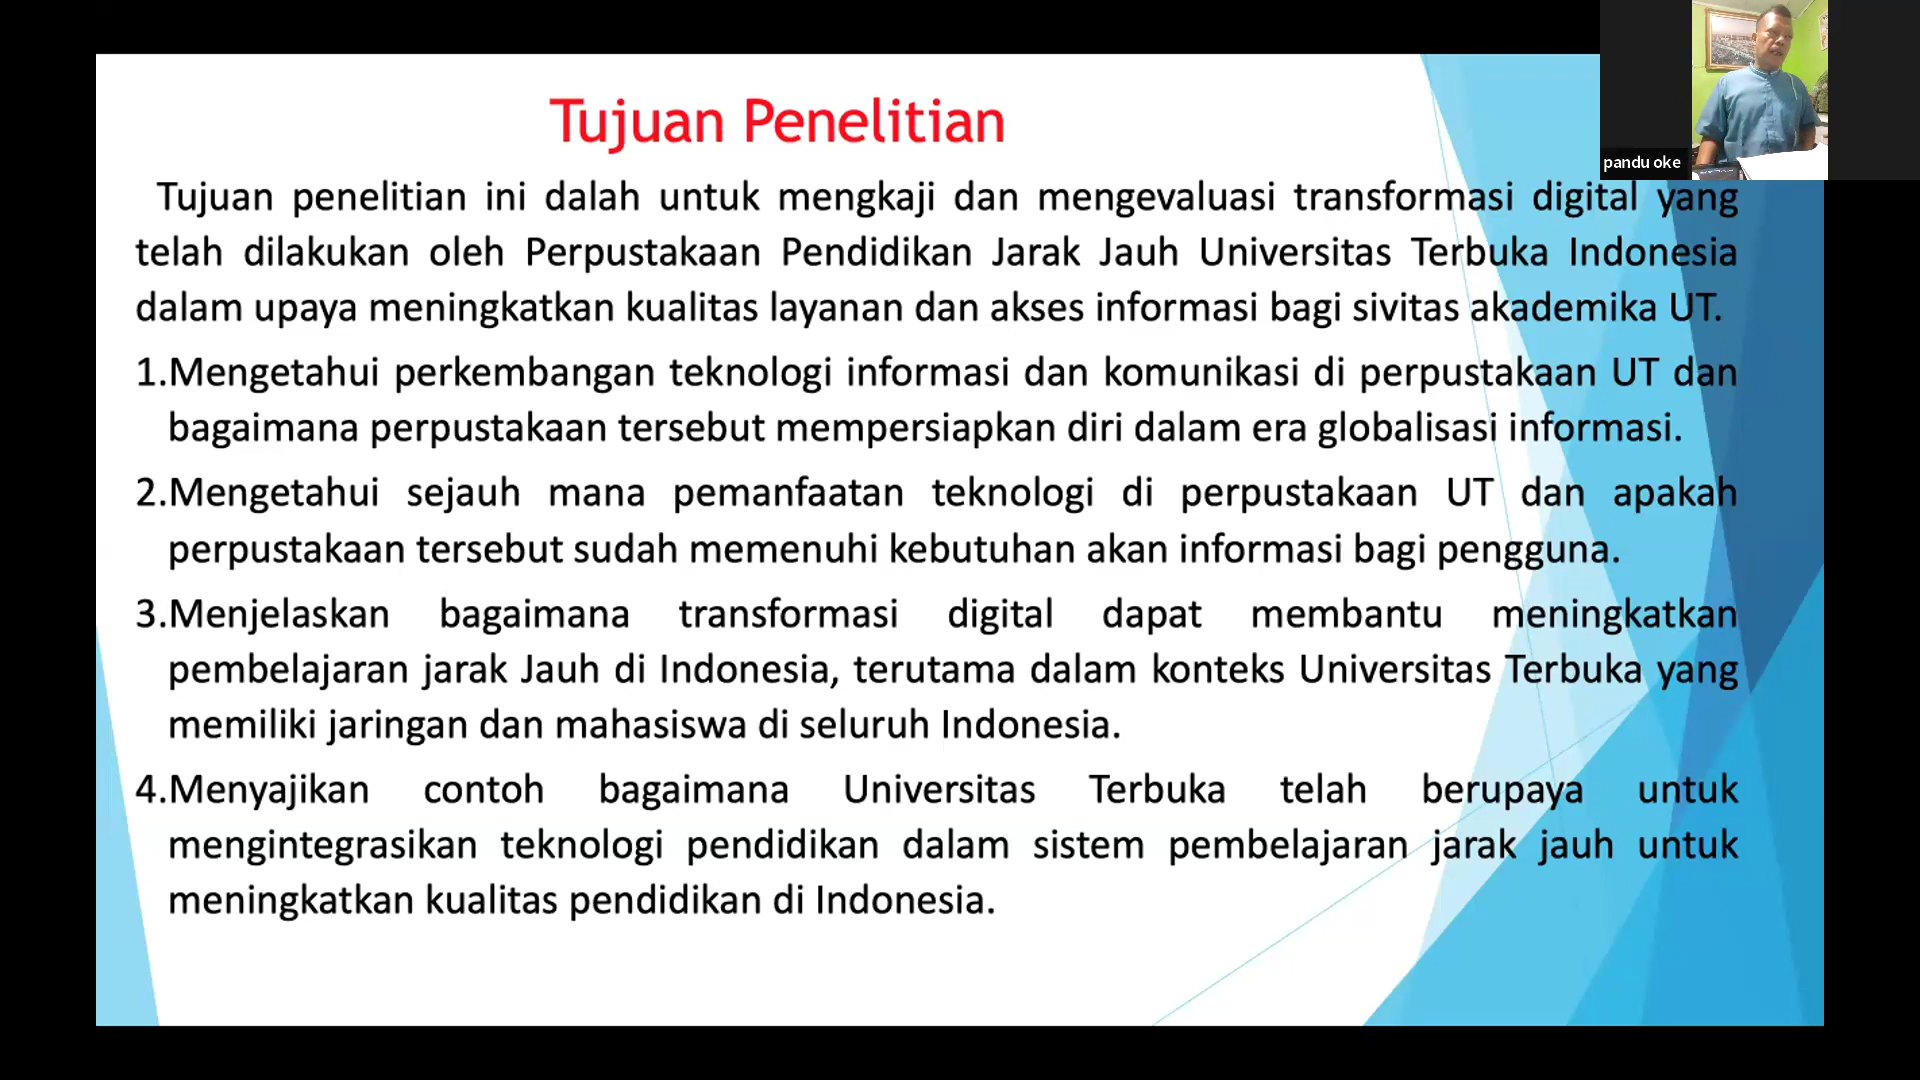 Tujuan Penelitian
pandu oke
Tujuan penelitian ini dalah untuk mengkaji dan mengevaluasi transformasi digital yang
telah dilakukan oleh Perpustakaan Pendidikan Jarak Jauh Universitas Terbuka Indonesia
dalam upaya meningkatkan kualitas layanan dan akses informasi bagi sivitas akademika UT.
1.Mengetahui perkembangan teknologi informasi dan komunikasi di perpustakaan UT dan
bagaimana perpustakaan tersebut mempersiapkan diri dalam era globalisasi informasi.
2.Mengetahui sejauh mana pemanfaatan teknologi di perpustakaan UT dan apakah
perpustakaan tersebut sudah memenuhi kebutuhan akan informasi bagi pengguna.
3.Menjelaskan bagaimana transformasi digital dapat membantu meningkatkan
pembelajaran jarak Jauh di Indonesia, terutama dalam konteks Universitas Terbuka yang
memiliki jaringan dan mahasiswa di seluruh Indonesia.
4.Menyajikan contoh bagaimana Universitas Terbuka telah berupaya untuk
mengintegrasikan teknologi pendidikan dalam sistem pembelajaran jarak jauh untuk
meningkatkan kualitas pendidikan di Indonesia.